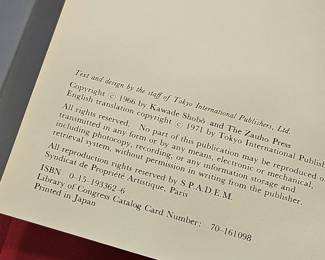 Text and design by the staff of Tokyo International Publishers, Ltd.
Copyright © 1966 by Kawade Shobō and The Zauho Press
English translation copyright © 1971 by Tokyo International Publish
All rights reserved. No part of this publication may be reproduced o
transmitted in any form or by any means, electronic or mechanical,
including photocopy, recording, or any information storage and
retrieval system, without permission in writing from the publisher.
All reproduction rights reserved by S.P.A.D.E.M.
Syndicat de Propriété Artistique, Paris
ISBN 0-15-193362-6
Library of Congress Catalog Card Number: 70-161098
Printed in Japan